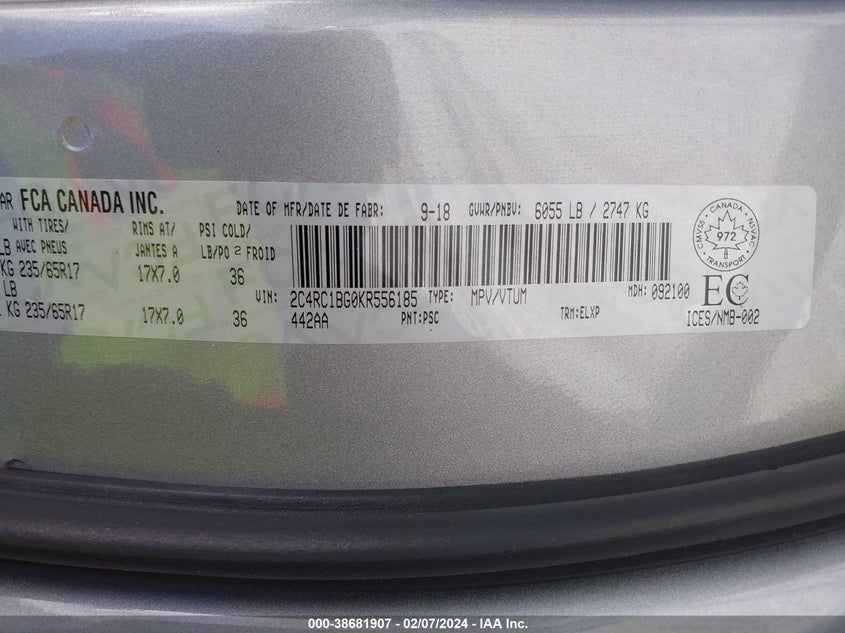 AR FCA CANADA INC. DATE OF MFR/DATE DE FABR: 9-18 GVWR/PNBV: 6055 LB / 2747 KG
WITH TIRES/ RIMS AT/ PSI COLD/
LB AVEC PNEUS JANTES A LB/PO 2 FROID
KG 235/65R17 17X7.0 36
LB VIN: 2C4RC1BG0KR556185 TYPE: MPV/VTUM MDH: 092100
KG 235/65R17 17X7.0 36 442AA PNT:PSC TRM:ELXP
CANADA
CMVSS NSVAC
972
TRANSPORT
EC
ICES/NMB-002
000-38681907 - 02/07/2024 - IAA Inc.